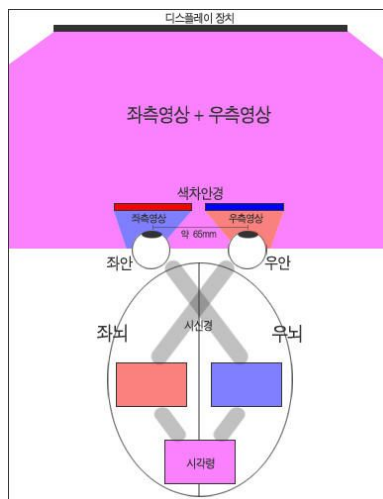 디스플레이 장치
좌측영상 + 우측영상
색차안경
좌측영상
우측영상
약 65mm
좌안
우안
좌뇌
시신경
우뇌
시각령